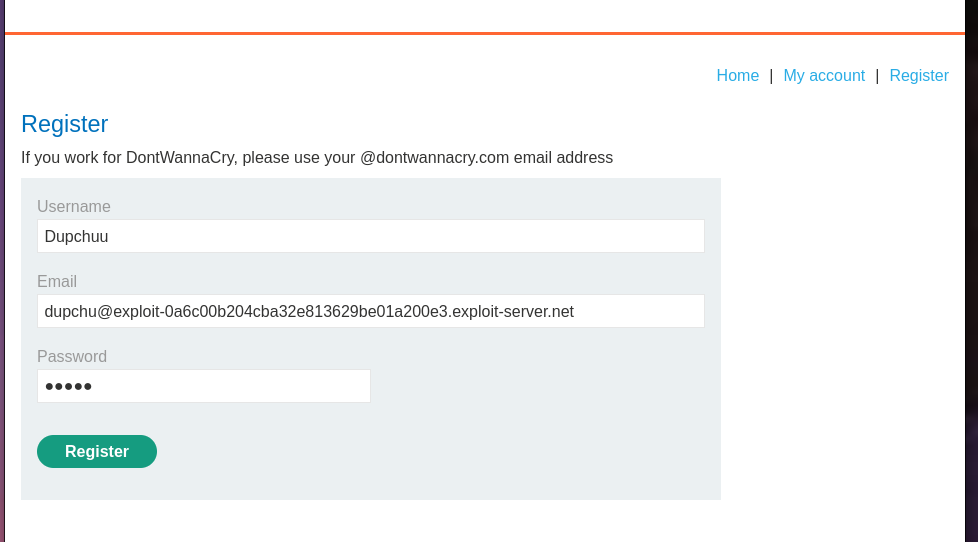 Home | My account | Register
Register
If you work for DontWannaCry, please use your @dontwannacry.com email address
Username
Dupchuu
Email
dupchu@exploit-0a6c00b204cba32e813629be01a200e3.exploit-server.net
Password
●●●●●
Register